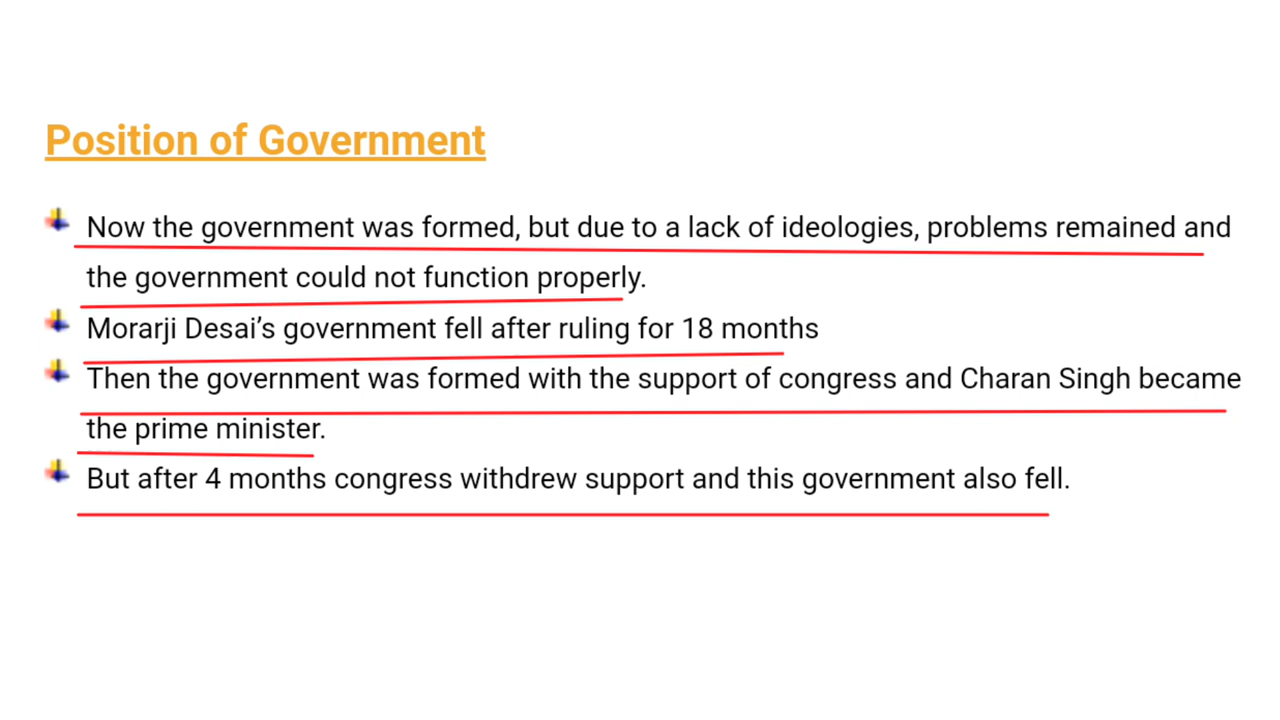 Position of Government
Now the government was formed, but due to a lack of ideologies, problems remained and
the government could not function properly.
Morarji Desai’s government fell after ruling for 18 months
Then the government was formed with the support of congress and Charan Singh became
the prime minister.
But after 4 months congress withdrew support and this government also fell.